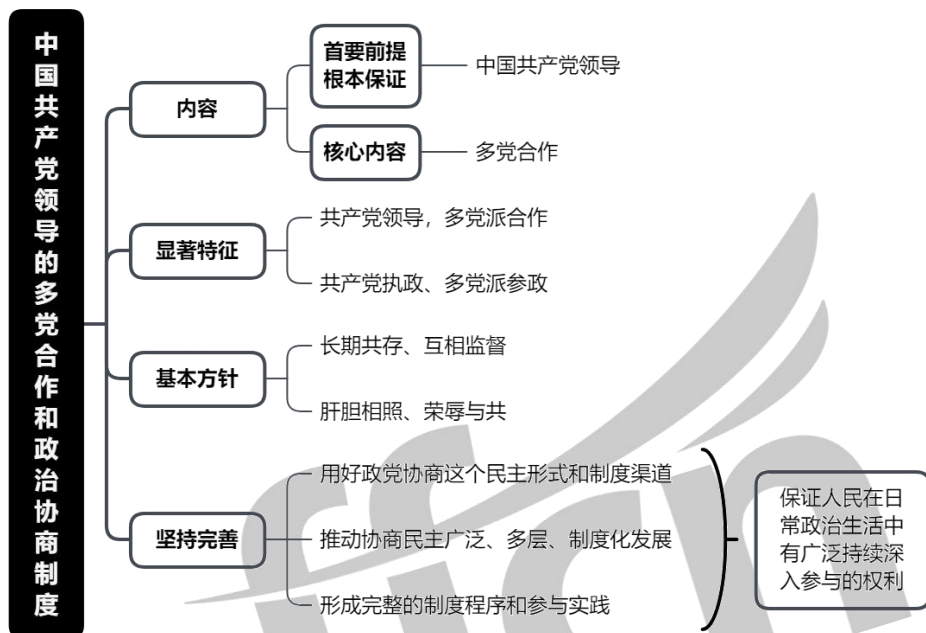 中国共产党领导的多党合作和政治协商制度
内容
首要前提
根本保证
中国共产党领导
核心内容
多党合作
显著特征
共产党领导，多党派合作
共产党执政、多党派参政
基本方针
长期共存、互相监督
肝胆相照、荣辱与共
坚持完善
用好政党协商这个民主形式和制度渠道
推动协商民主广泛、多层、制度化发展
形成完整的制度程序和参与实践
保证人民在日
常政治生活中
有广泛持续深
入参与的权利